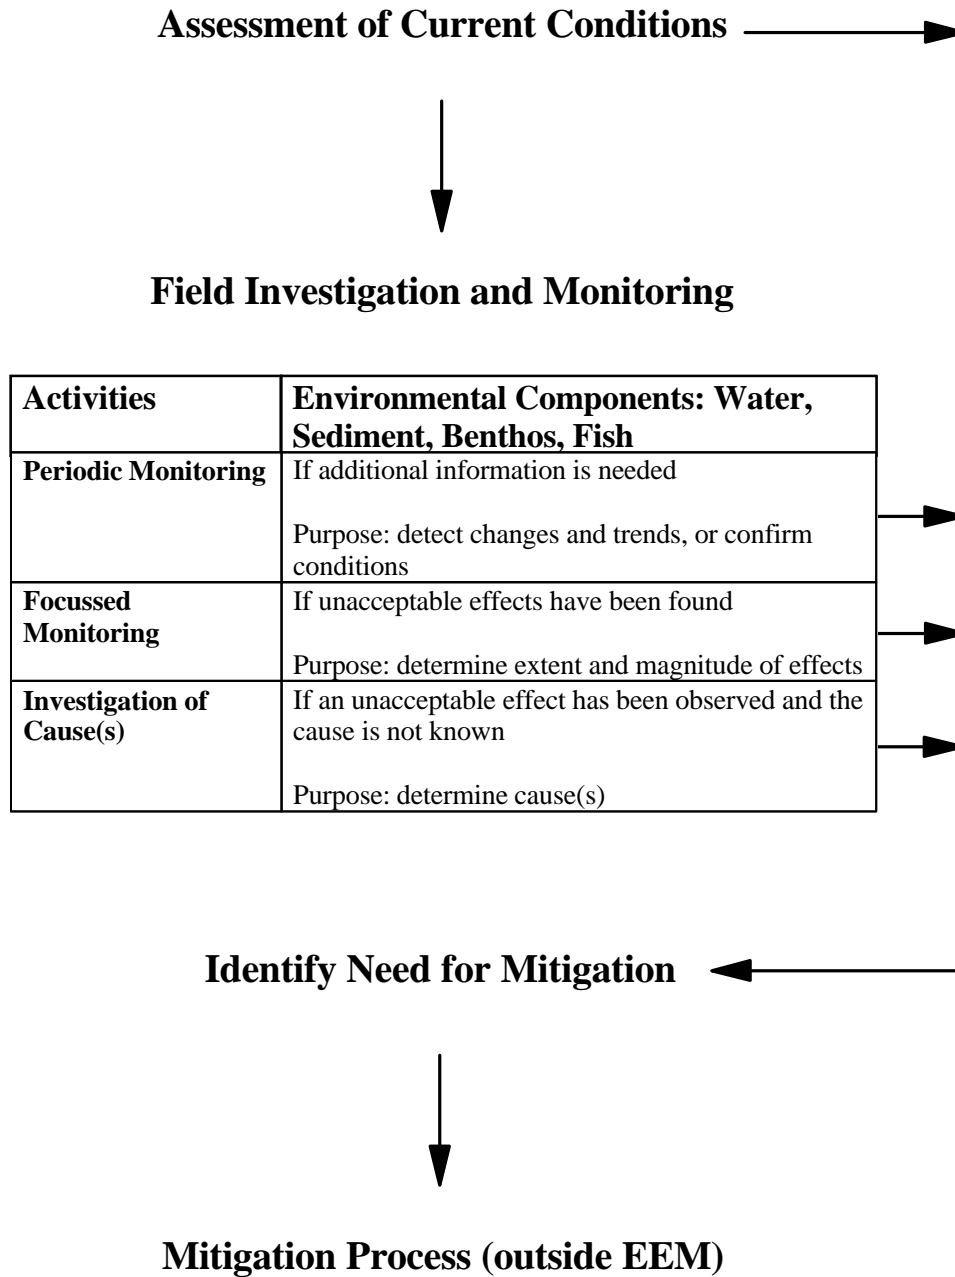 Assessment of Current Conditions
Field Investigation and Monitoring
Activities
Environmental Components: Water,
Sediment, Benthos, Fish
Periodic Monitoring
If additional information is needed
Purpose: detect changes and trends, or confirm
conditions
Focussed
Monitoring
If unacceptable effects have been found
Purpose: determine extent and magnitude of effects
Investigation of
Cause(s)
If an unacceptable effect has been observed and the
cause is not known
Purpose: determine cause(s)
Identify Need for Mitigation
Mitigation Process (outside EEM)